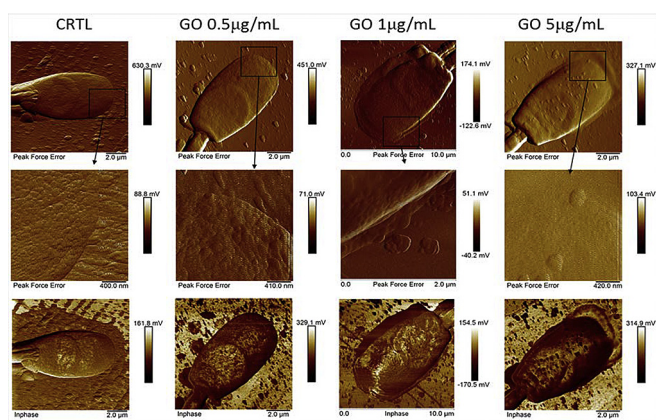 CRTL GO 0.5µg/mL GO 1µg/mL GO 5µg/mL
630.3 mV 451.0 mV 174.1 mV 327.1 mV
-122.6 mV
Peak Force Error Peak Force Error Peak Force Error Peak Force Error
2.0 µm 2.0 µm 0.0 10.0 µm 2.0 µm
88.8 mV 71.0 mV 51.1 mV 103.4 mV
-40.2 mV
Peak Force Error Peak Force Error Peak Force Error Peak Force Error
400.0 nm 410.0 nm 0.0 2.0 µm 420.0 nm
161.8 mV 329.1 mV 154.5 mV 314.9 mV
-170.5 mV
Inphase 2.0 µm Inphase 2.0 µm 0.0 Inphase 10.0 µm Inphase 2.0 µm